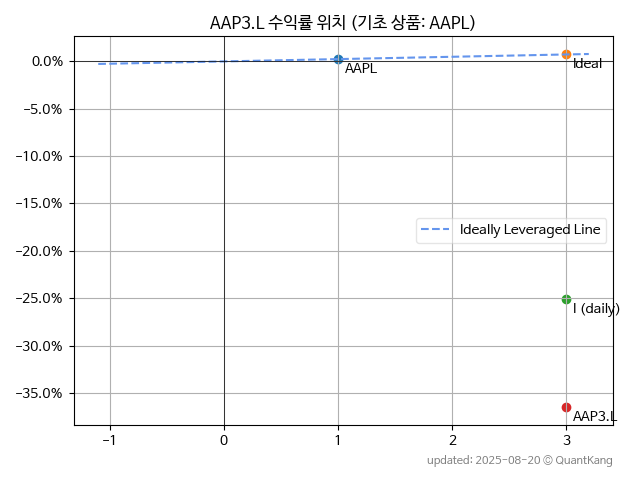 AAP3.L 수익률 위치 (기초 상품: AAPL)
0.0%
-5.0%
-10.0%
-15.0%
-20.0%
-25.0%
-30.0%
-35.0%
AAPL
Ideal
Ideally Leveraged Line
I (daily)
AAP3.L
-1
0
1
2
3
updated: 2025-08-20 © QuantKang